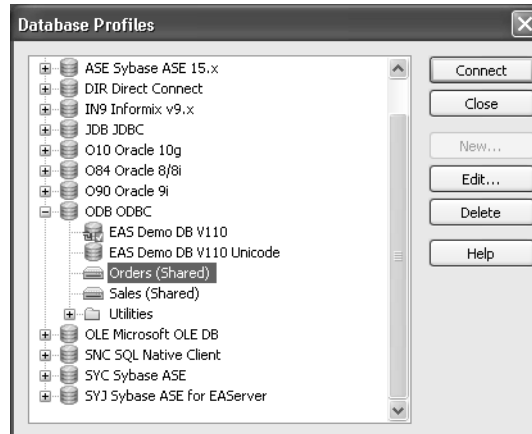 Database Profiles
ASE Sybase ASE 15.x
DIR Direct Connect
IN9 Informix v9.x
JDB JDBC
O10 Oracle 10g
O84 Oracle 8/8i
O90 Oracle 9i
ODB ODBC
EAS Demo DB V110
EAS Demo DB V110 Unicode
Orders (Shared)
Sales (Shared)
Utilities
OLE Microsoft OLE DB
SNC SQL Native Client
SYC Sybase ASE
SYJ Sybase ASE for EAServer
Connect
Close
New...
Edit...
Delete
Help